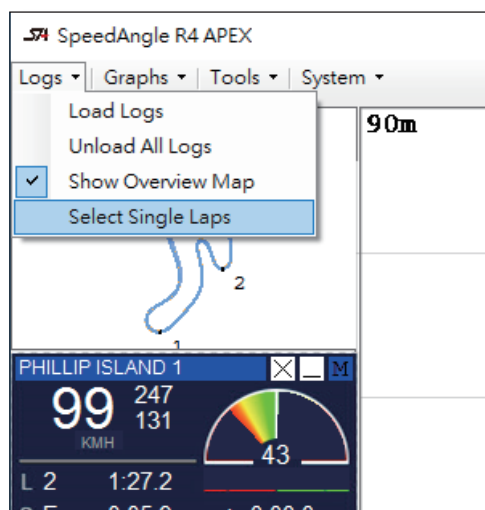 SpeedAngle R4 APEX
Logs Graphs Tools System
Load Logs
Unload All Logs
Show Overview Map
Select Single Laps
90m
2
1
PHILLIP ISLAND 1 M
99 247
131
KMH
43
L 2 1:27.2